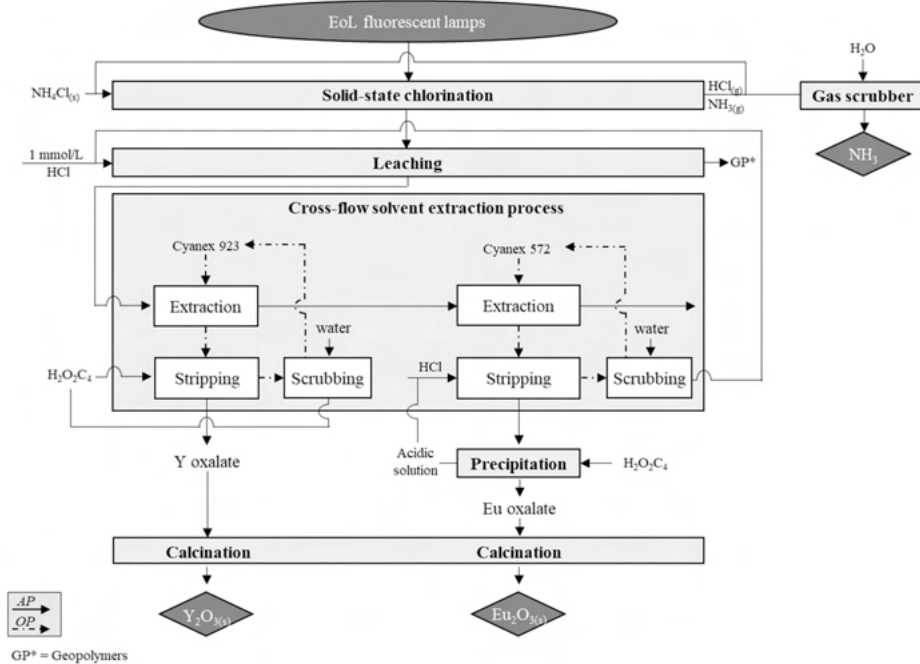 EoL fluorescent lamps
H₂O
NH₄Cl₍ₛ₎
Solid-state chlorination
HCl₍g₎
NH₃₍g₎
Gas scrubber
1 mmol/L
HCl
Leaching
GP*
NH₃
Cross-flow solvent extraction process
Cyanex 923
Cyanex 572
Extraction
Extraction
water
water
H₂O₂C₄
Stripping
Scrubbing
HCl
Stripping
Scrubbing
Y oxalate
Acidic
solution
Precipitation
H₂O₂C₄
Eu oxalate
Calcination
Calcination
AP
OP
Y₂O₃₍ₛ₎
Eu₂O₃₍ₛ₎
GP* = Geopolymers